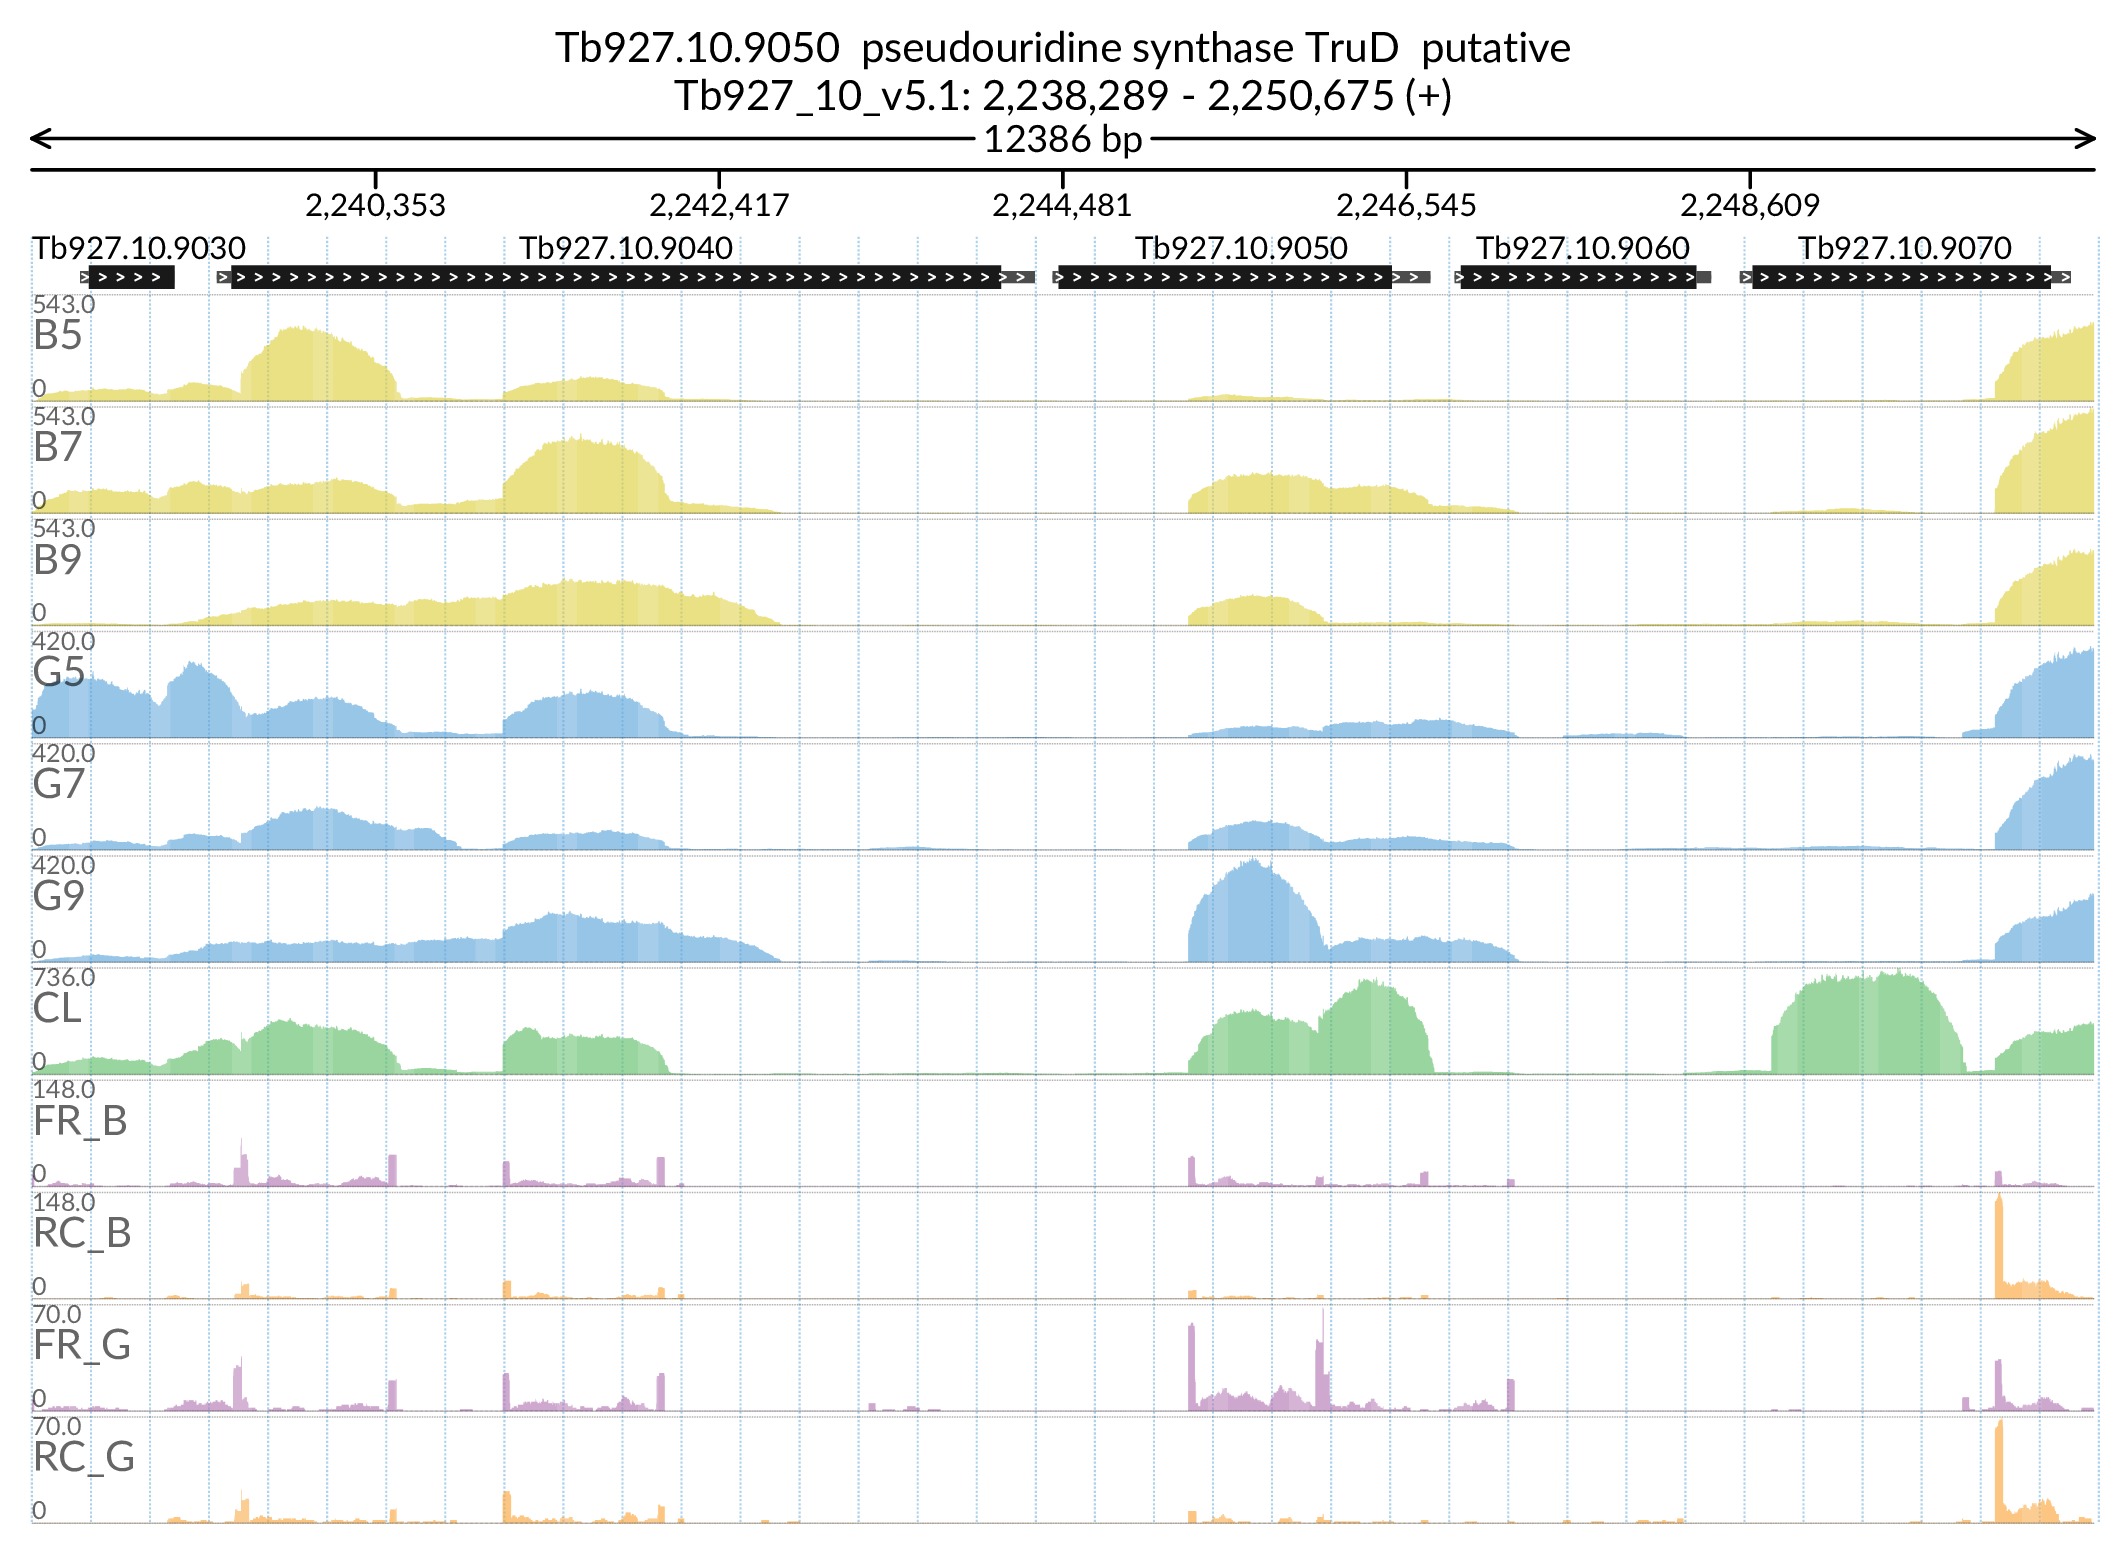 Tb927.10.9050 pseudouridine synthase TruD putative
Tb927_10_v5.1: 2,238,289 - 2,250,675 (+)
12386 bp
2,240,353 2,242,417 2,244,481 2,246,545 2,248,609
Tb927.10.9030 Tb927.10.9040 Tb927.10.9050 Tb927.10.9060 Tb927.10.9070
543.0
B5
0
543.0
B7
0
543.0
B9
0
420.0
G5
0
420.0
G7
0
420.0
G9
0
736.0
CL
0
148.0
FR_B
0
148.0
RC_B
0
70.0
FR_G
0
70.0
RC_G
0